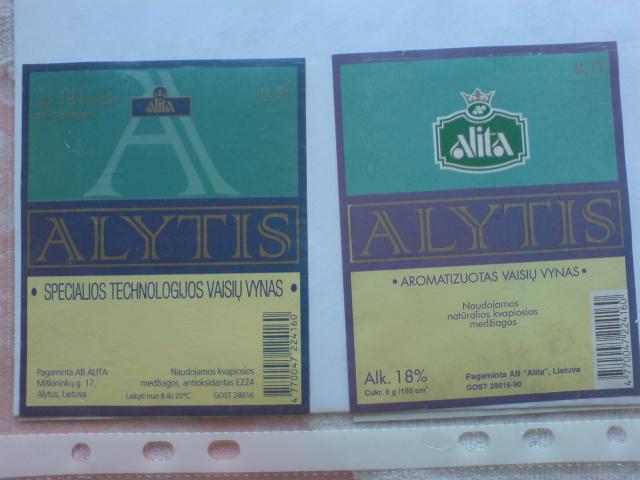 Alk. 18
0,7l
alita
ALYTIS
• SPECIALIOS TECHNOLOGIJOS VAISIŲ VYNAS •
Pagaminta AB ALITA
Miškininkų g. 17,
Alytus, Lietuva
Naudojamos kvapiosios
medžiagos, antioksidantas E224
Laikyti nuo 8 iki 20°C
GOST 28616
4 770047 224160
0,7l
alita
ALYTIS
• AROMATIZUOTAS VAISIŲ VYNAS •
Naudojamos
natūralios kvapiosios
medžiagos
Alk. 18%
Cukr. 8 g /100 cm³
Pagaminta AB "Alita", Lietuva
GOST 28616-90
4 770047 224160